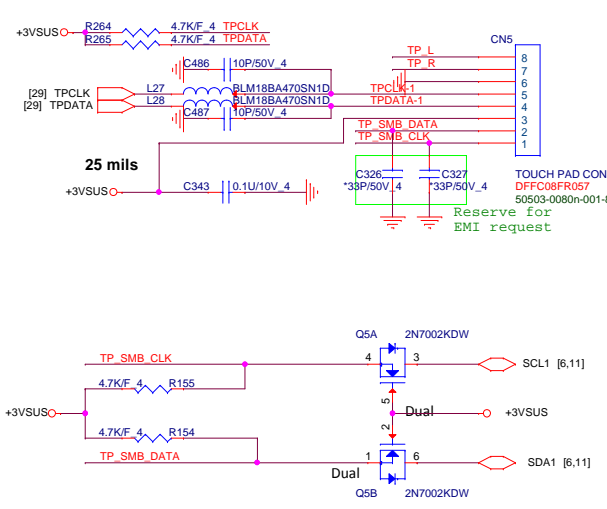 R264 4.7K/F_4 TPCLK
+3VSUS
R265 4.7K/F_4 TPDATA
CN5
TP_L 8
TP_R 7
6
C486 10P/50V_4
[29] TPCLK L27 BLM18BA470SN1D TPCLK-1 5
[29] TPDATA L28 BLM18BA470SN1D TPDATA-1 4
C487 10P/50V_4
3
TP_SMB_DATA 2
TP_SMB_CLK 1
25 mils
+3VSUS C343 0.1U/10V_4
C326 C327
*33P/50V_4 *33P/50V_4
TOUCH PAD CON
DFFC08FR057
50503-0080n-001-8
Reserve for
EMI request
Q5A 2N7002KDW
TP_SMB_CLK 4 3 SCL1 [6,11]
4.7K/F_4 R155
5
Dual
+3VSUS +3VSUS
2
4.7K/F_4 R154
TP_SMB_DATA 1 6 SDA1 [6,11]
Dual
Q5B 2N7002KDW